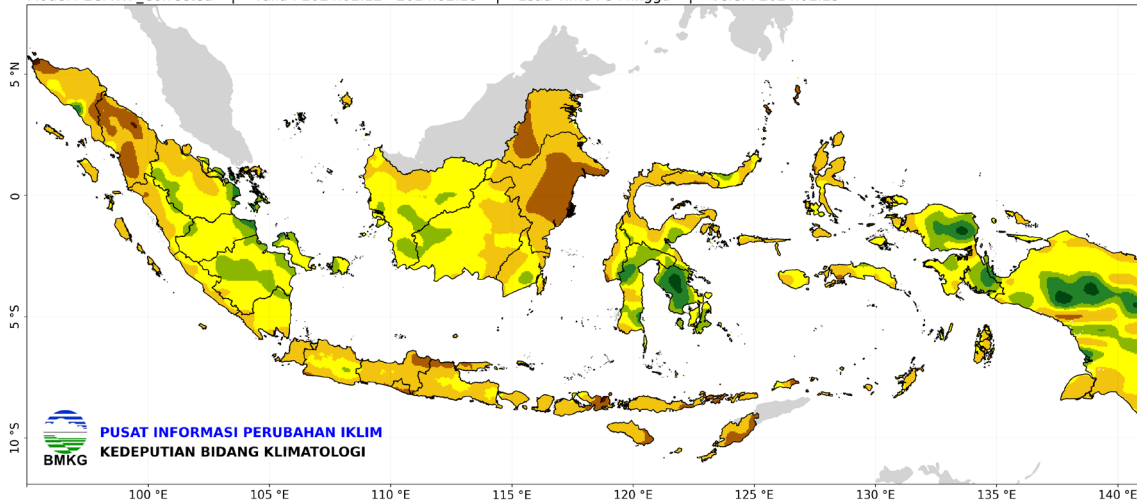 5 °N
0
5°S
10 °S
BMKG
PUSAT INFORMASI PERUBAHAN IKLIM
KEDEPUTIAN BIDANG KLIMATOLOGI
100 °E
105 °E
110 °E
115 °E
120 °E
125 °E
130 °E
135 °E
140 °E